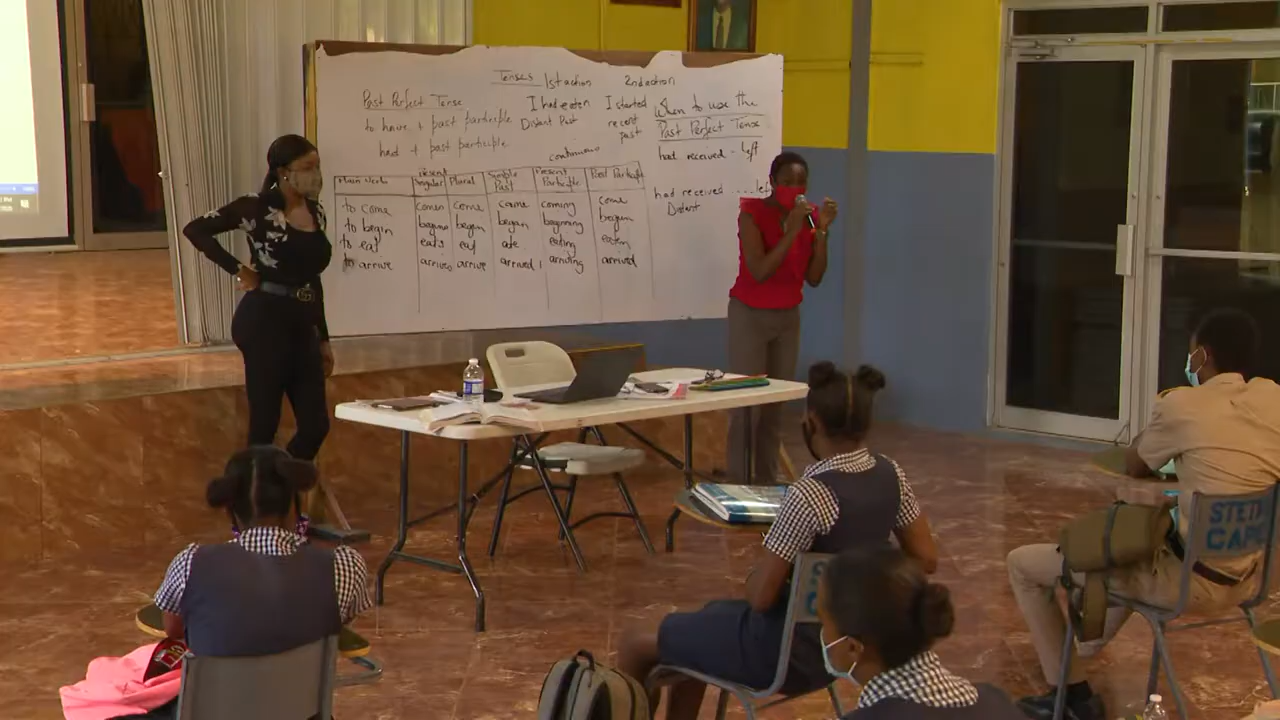 Tenses 1st action 2nd action
Past Perfect Tense
to have + past participle
had + past participle
I had eaten
Distant Past
I started
recent
past
When to use the
Past Perfect Tense
had received - left
had received .... left
Distant
continuous
Plain Verbs Present Singular Plural Simple Past Present Participle Past Participle
to come comes come came coming come
to begin begins begin began beginning begun
to eat eats eat ate eating eaten
to arrive arrives arrive arrived arriving arrived